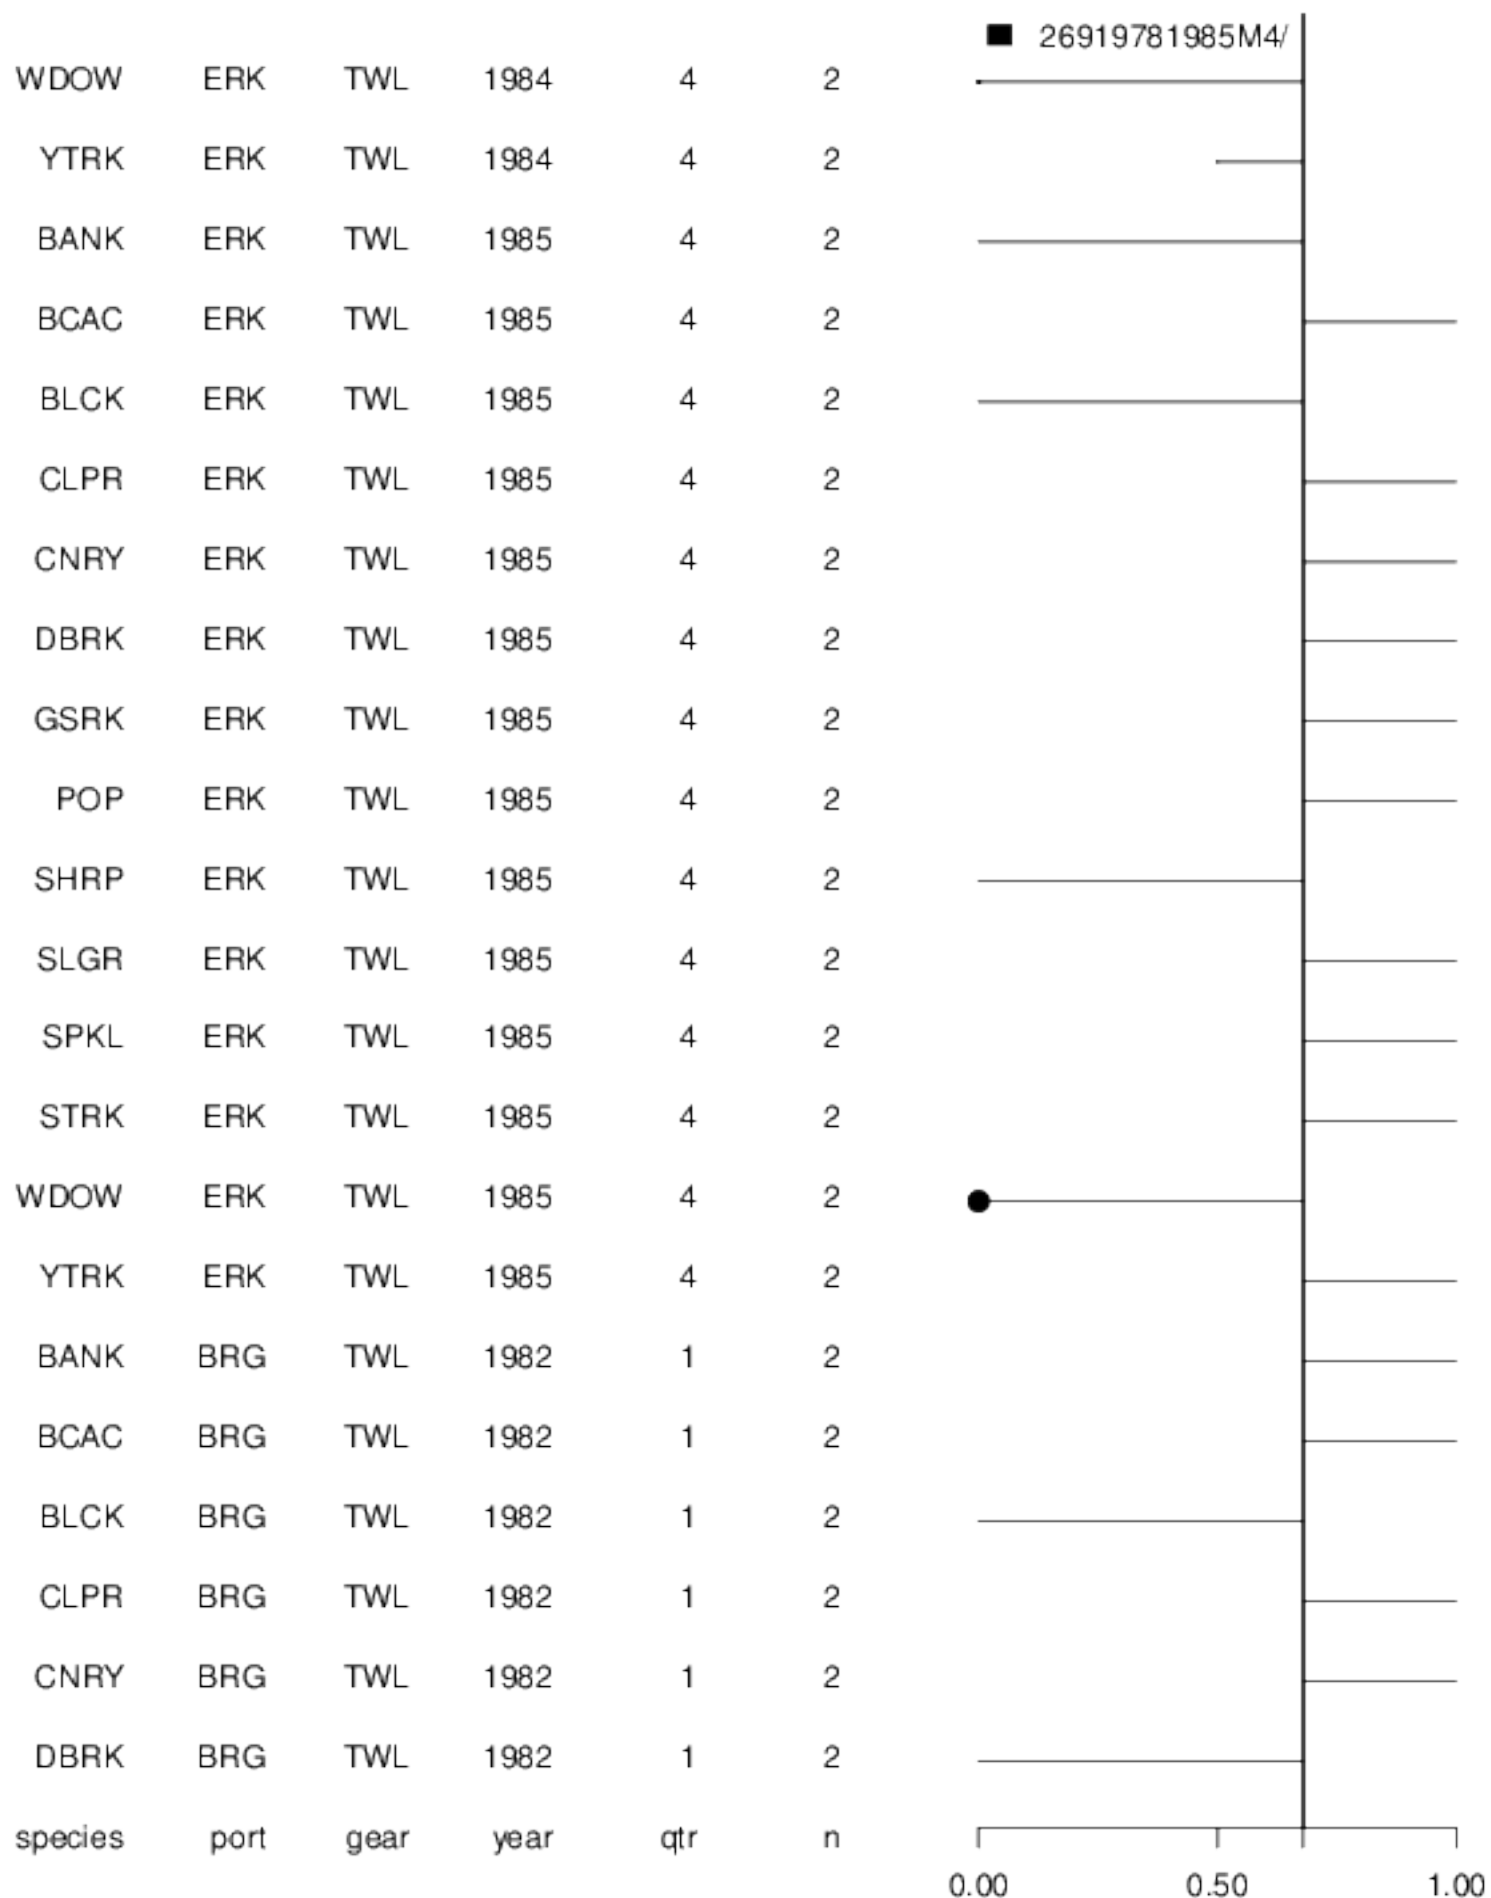 26919781985M4/
WDOW ERK TWL 1984 4 2
YTRK ERK TWL 1984 4 2
BANK ERK TWL 1985 4 2
BCAC ERK TWL 1985 4 2
BLCK ERK TWL 1985 4 2
CLPR ERK TWL 1985 4 2
CNRY ERK TWL 1985 4 2
DBRK ERK TWL 1985 4 2
GSRK ERK TWL 1985 4 2
POP ERK TWL 1985 4 2
SHRP ERK TWL 1985 4 2
SLGR ERK TWL 1985 4 2
SPKL ERK TWL 1985 4 2
STRK ERK TWL 1985 4 2
WDOW ERK TWL 1985 4 2
YTRK ERK TWL 1985 4 2
BANK BRG TWL 1982 1 2
BCAC BRG TWL 1982 1 2
BLCK BRG TWL 1982 1 2
CLPR BRG TWL 1982 1 2
CNRY BRG TWL 1982 1 2
DBRK BRG TWL 1982 1 2
species port gear year qtr n
0.00 0.50 1.00